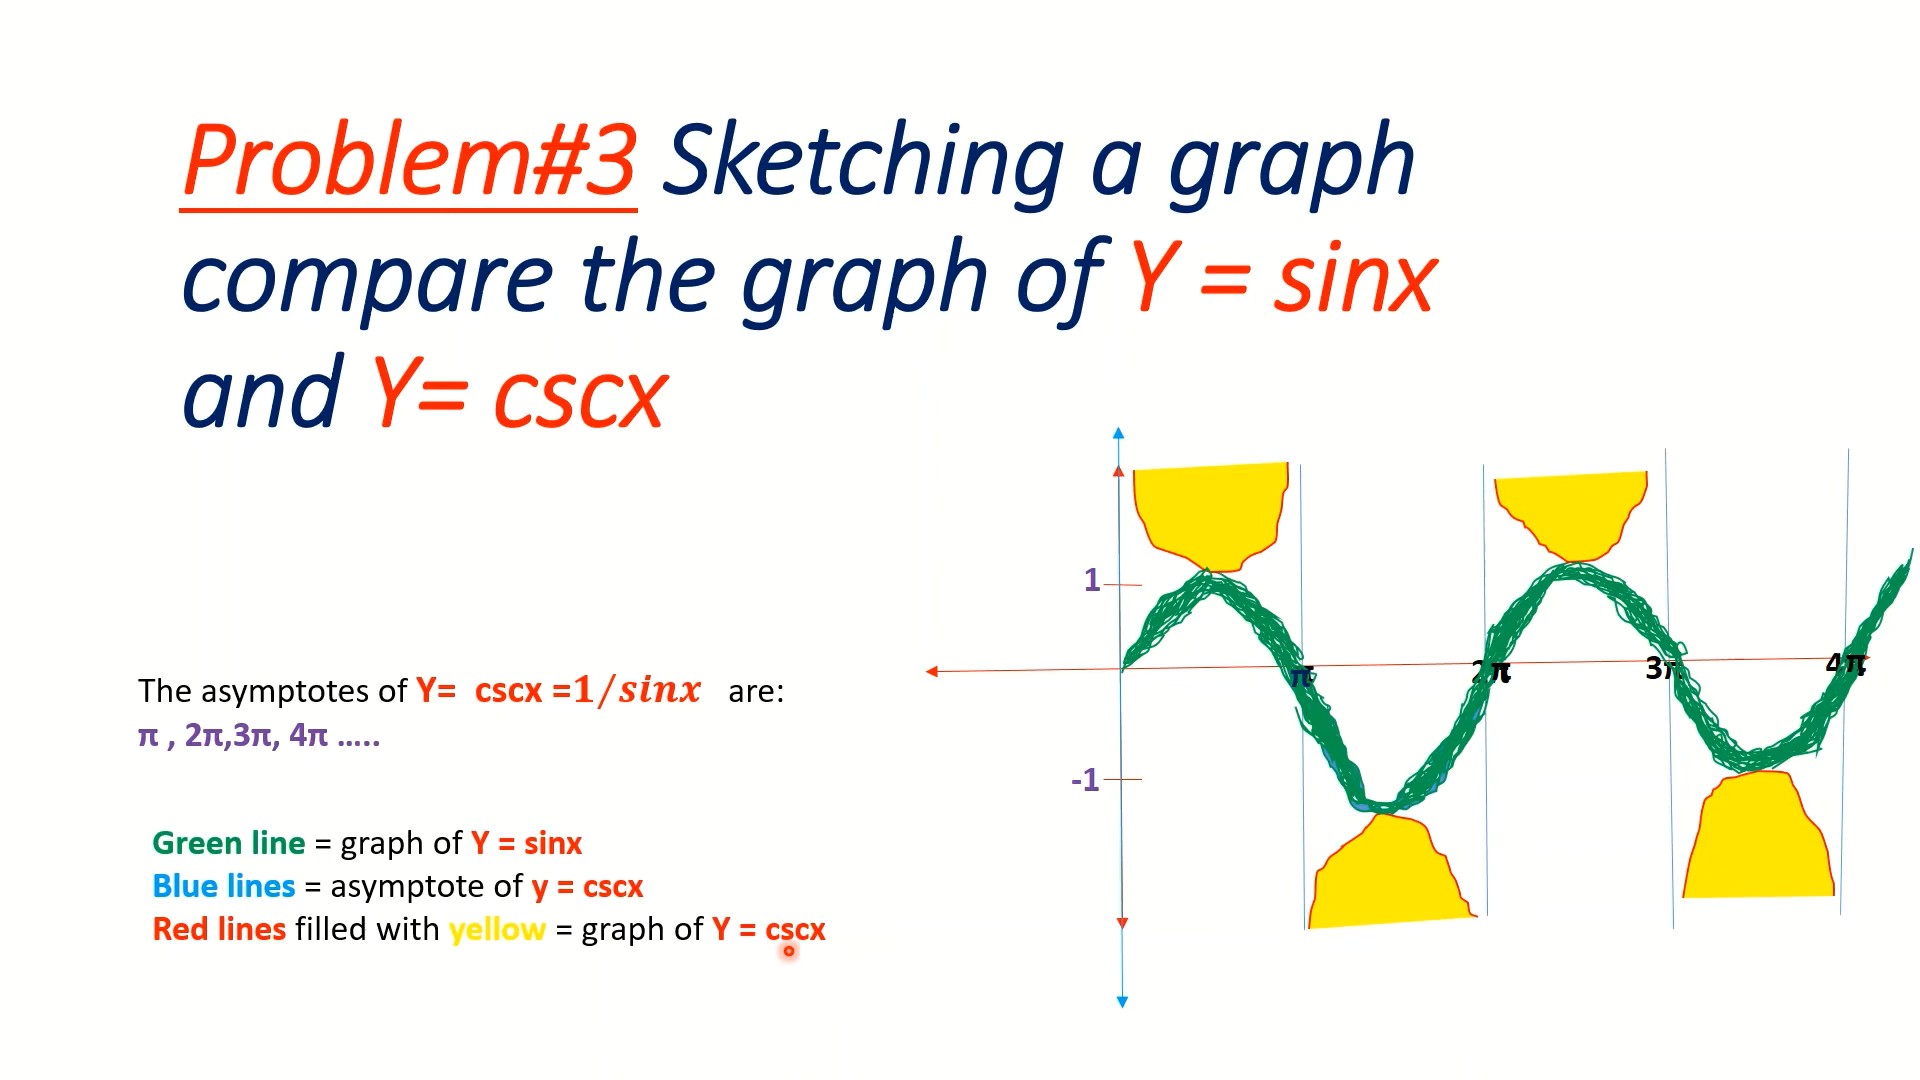 Problem#3 Sketching a graph
compare the graph of Y = sinx
and Y= cscx
The asymptotes of Y= cscx =1/sinx are:
π , 2π,3π, 4π …..
Green line = graph of Y = sinx
Blue lines = asymptote of y = cscx
Red lines filled with yellow = graph of Y = cscx
1
π 2π 3π 4π
-1